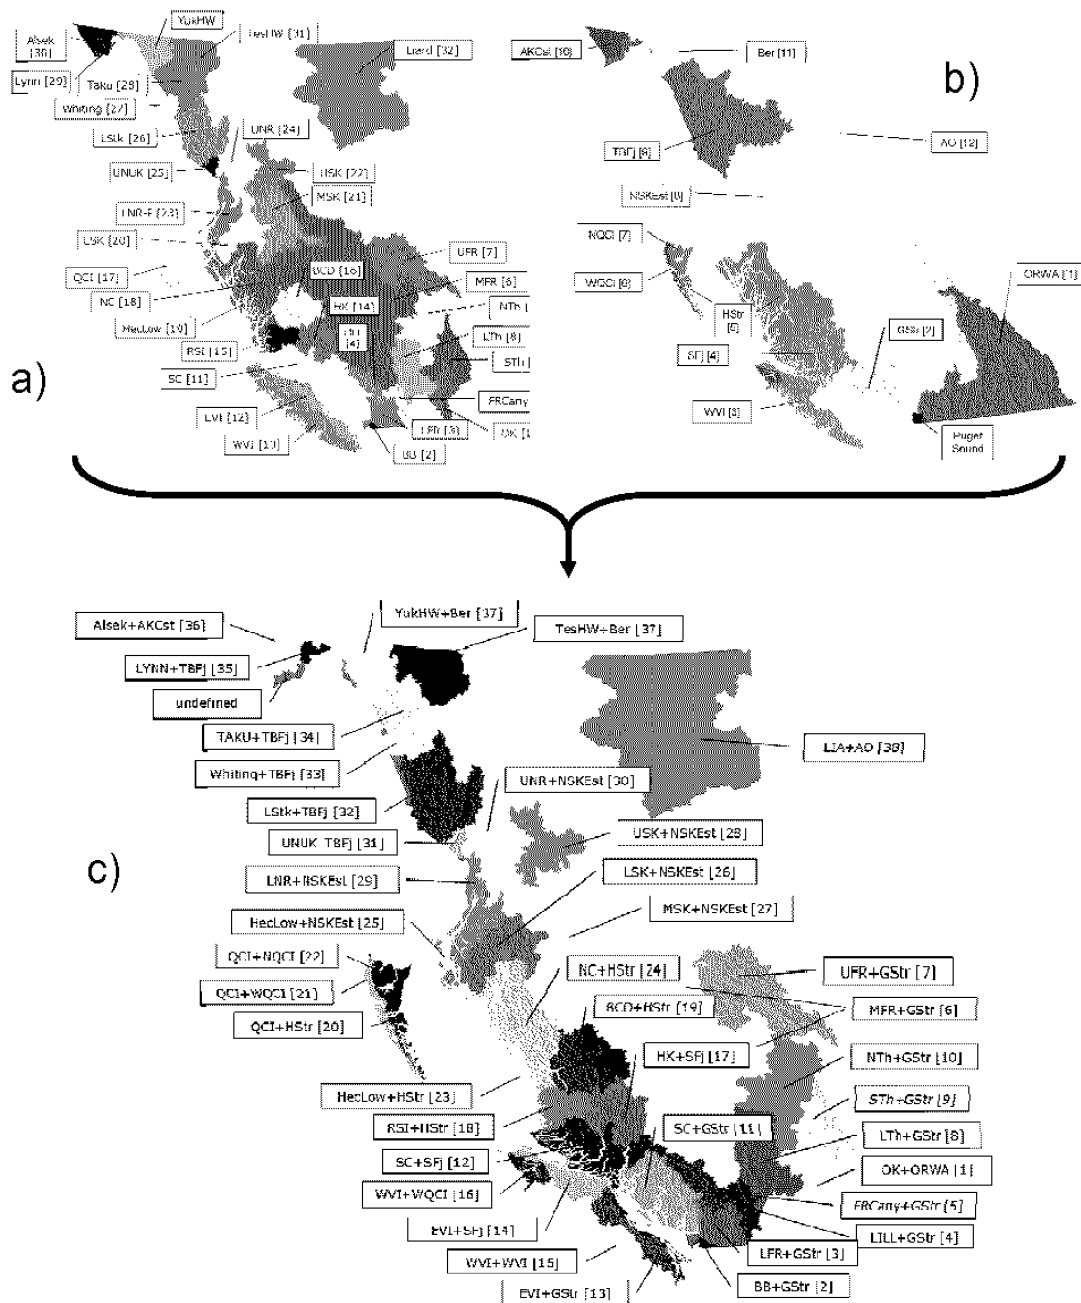 YukHW
Alsek
[30]
TesHW [31]
Liard [32]
Lynn [29]
Taku [28]
Whiting [27]
LStk [26]
UNR [24]
UNUK [25]
USK [22]
MSK [21]
LNR-P [23]
LSK [20]
UFR [7]
QCI [17]
BCD [16]
MFR [6]
NC [18]
HK [14]
NTh [
HecLow [19]
[4]
LTh [8]
RSI [15]
STh
SC [11]
FRCany
EVI [12]
LFR [3]
OK [
WVI [13]
BB [2]
a)
AKCst [10]
Ber [11]
b)
TBFj [9]
AO [12]
NSKEst [8]
NQCI [7]
WQCI [6]
ORWA [1]
HStr
[5]
GStr [2]
SFj [4]
WVI [3]
Puget
Sound
YukHW+Ber [37]
Alsek+AKCst [36]
TesHW+Ber [37]
LYNN+TBFj [35]
undefined
TAKU+TBFj [34]
LIA+AO [38]
Whiting+TBFj [33]
UNR+NSKEst [30]
LStk+TBFj [32]
USK+NSKEst [28]
UNUK_TBFj [31]
c)
LSK+NSKEst [26]
LNR+NSKEst [29]
MSK+NSKEst [27]
HecLow+NSKEst [25]
QCI+NQCI [22]
NC+HStr [24]
UFR+GStr [7]
QCI+WQCI [21]
BCD+HStr [19]
MFR+GStr [6]
QCI+HStr [20]
HK+SFj [17]
NTh+GStr [10]
HecLow+HStr [23]
STh+GStr [9]
RSI+HStr [18]
SC+GStr [11]
LTh+GStr [8]
SC+SFj [12]
OK+ORWA [1]
WVI+WQCI [16]
FRCany+GStr [5]
EVI+SFj [14]
LILL+GStr [4]
WVI+WVI [15]
LFR+GStr [3]
EVI+GStr [13]
BB+GStr [2]